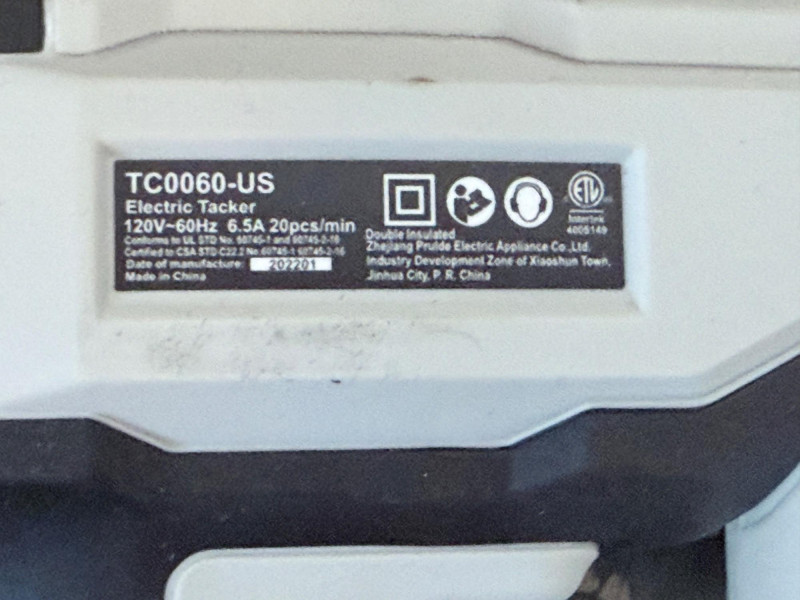 TC0060-US
Electric Tacker
120V~60Hz 6.5A 20pcs/min
Conforms to UL STD No. 60745-1 and 60745-2-16
Certified to CSA STD C22.2 No 60745-1 60745-2-16
Date of manufacture: 202201
Made in China
Double Insulated
Zhejiang Prulde Electric Appliance Co.,Ltd.
Industry Development Zone of Xiaoshun Town,
Jinhua City, P. R. China
ETL
Intertek
4005149